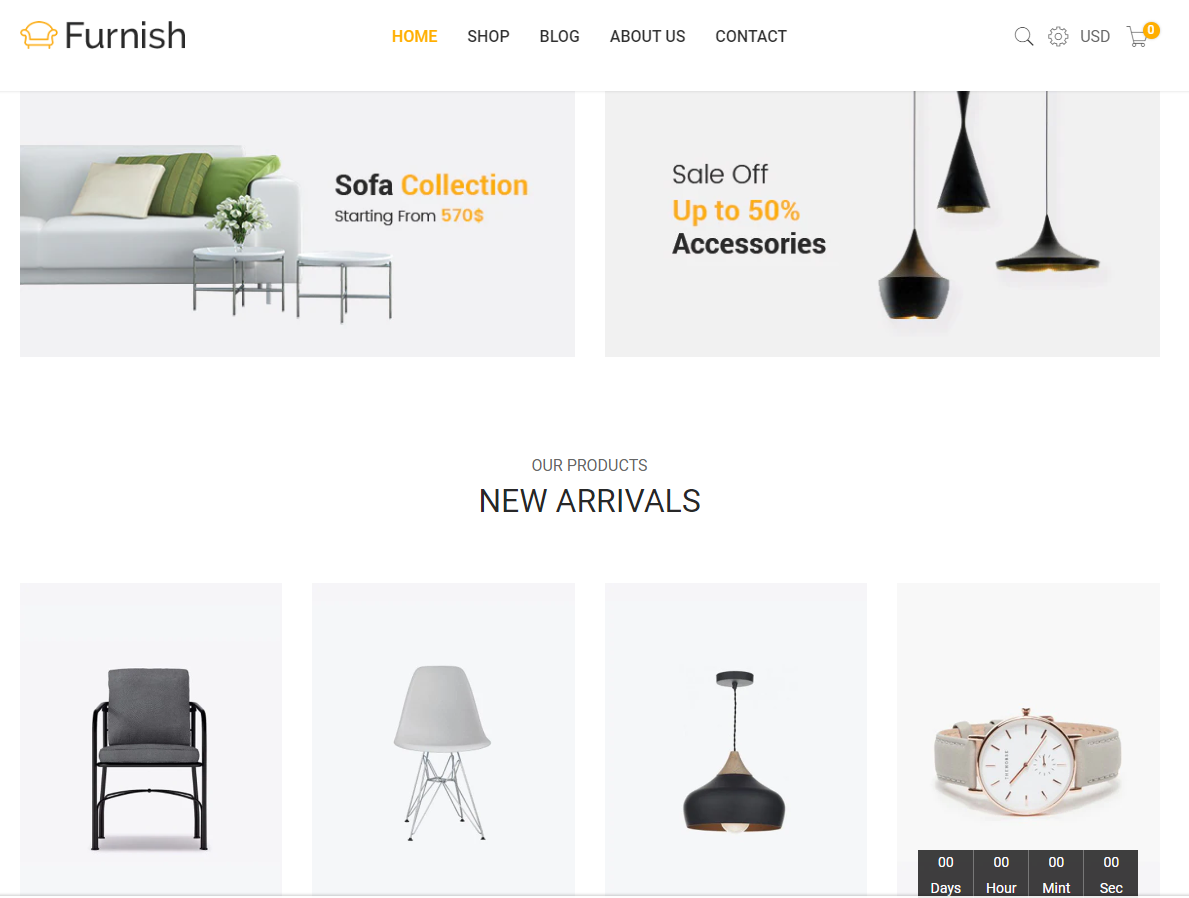 Furnish
HOME SHOP BLOG ABOUT US CONTACT
USD 0
Sofa Collection
Starting From 570$
Sale Off
Up to 50%
Accessories
OUR PRODUCTS
NEW ARRIVALS
00 00 00 00
Days Hour Mint Sec